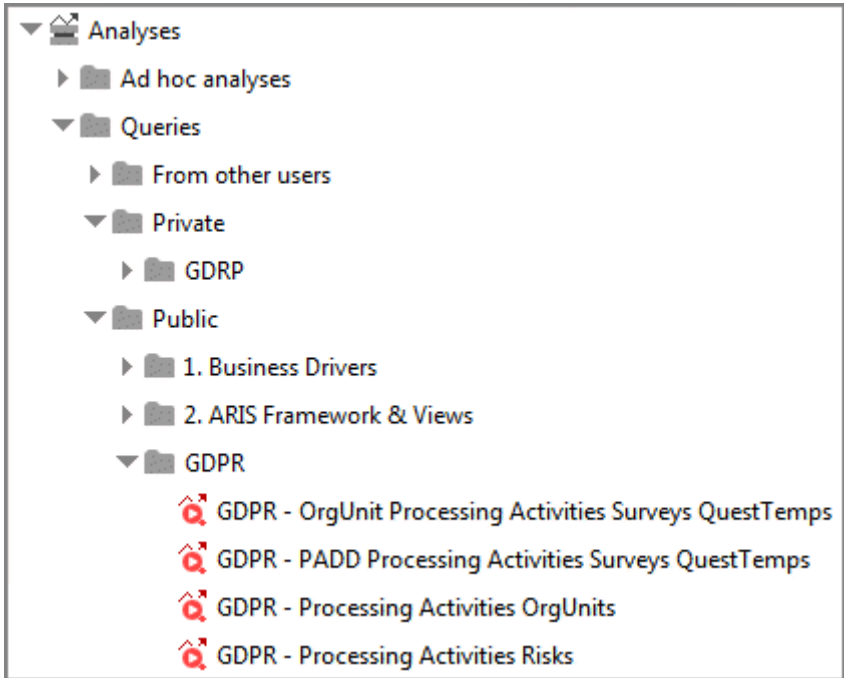 Analyses
Ad hoc analyses
Queries
From other users
Private
GDRP
Public
1. Business Drivers
2. ARIS Framework & Views
GDPR
GDPR - OrgUnit Processing Activities Surveys QuestTemps
GDPR - PADD Processing Activities Surveys QuestTemps
GDPR - Processing Activities OrgUnits
GDPR - Processing Activities Risks